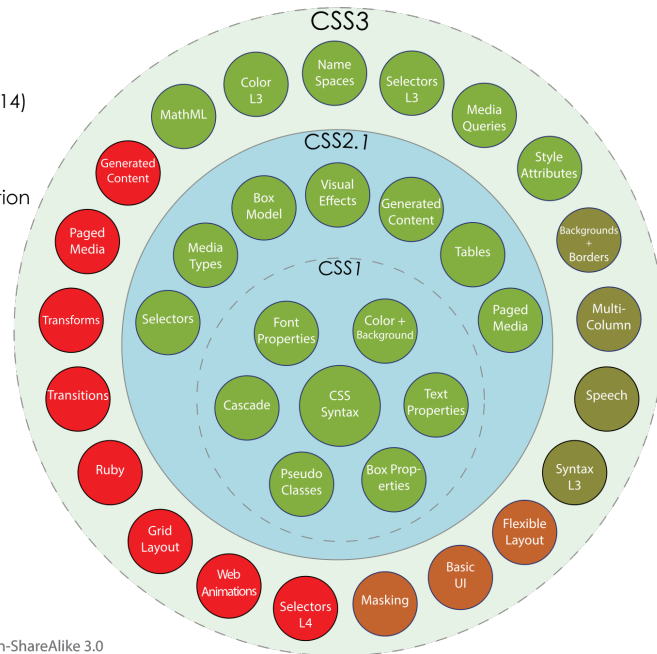 CSS3
14)
tion
n-ShareAlike 3.0
Name
Spaces
Selectors
L3
Media
Queries
Style
Attributes
Backgrounds
+
Borders
Multi-
Column
Speech
Syntax
L3
Flexible
Layout
Basic
UI
Masking
Selectors
L4
Web
Animations
Grid
Layout
Ruby
Transitions
Transforms
Paged
Media
Generated
Content
MathML
Color
L3
CSS2.1
Selectors
Media
Types
Box
Model
Visual
Effects
Generated
Content
Tables
Paged
Media
CSS1
Font
Properties
Color +
Background
Cascade
CSS
Syntax
Text
Properties
Pseudo
Classes
Box Prop-
erties